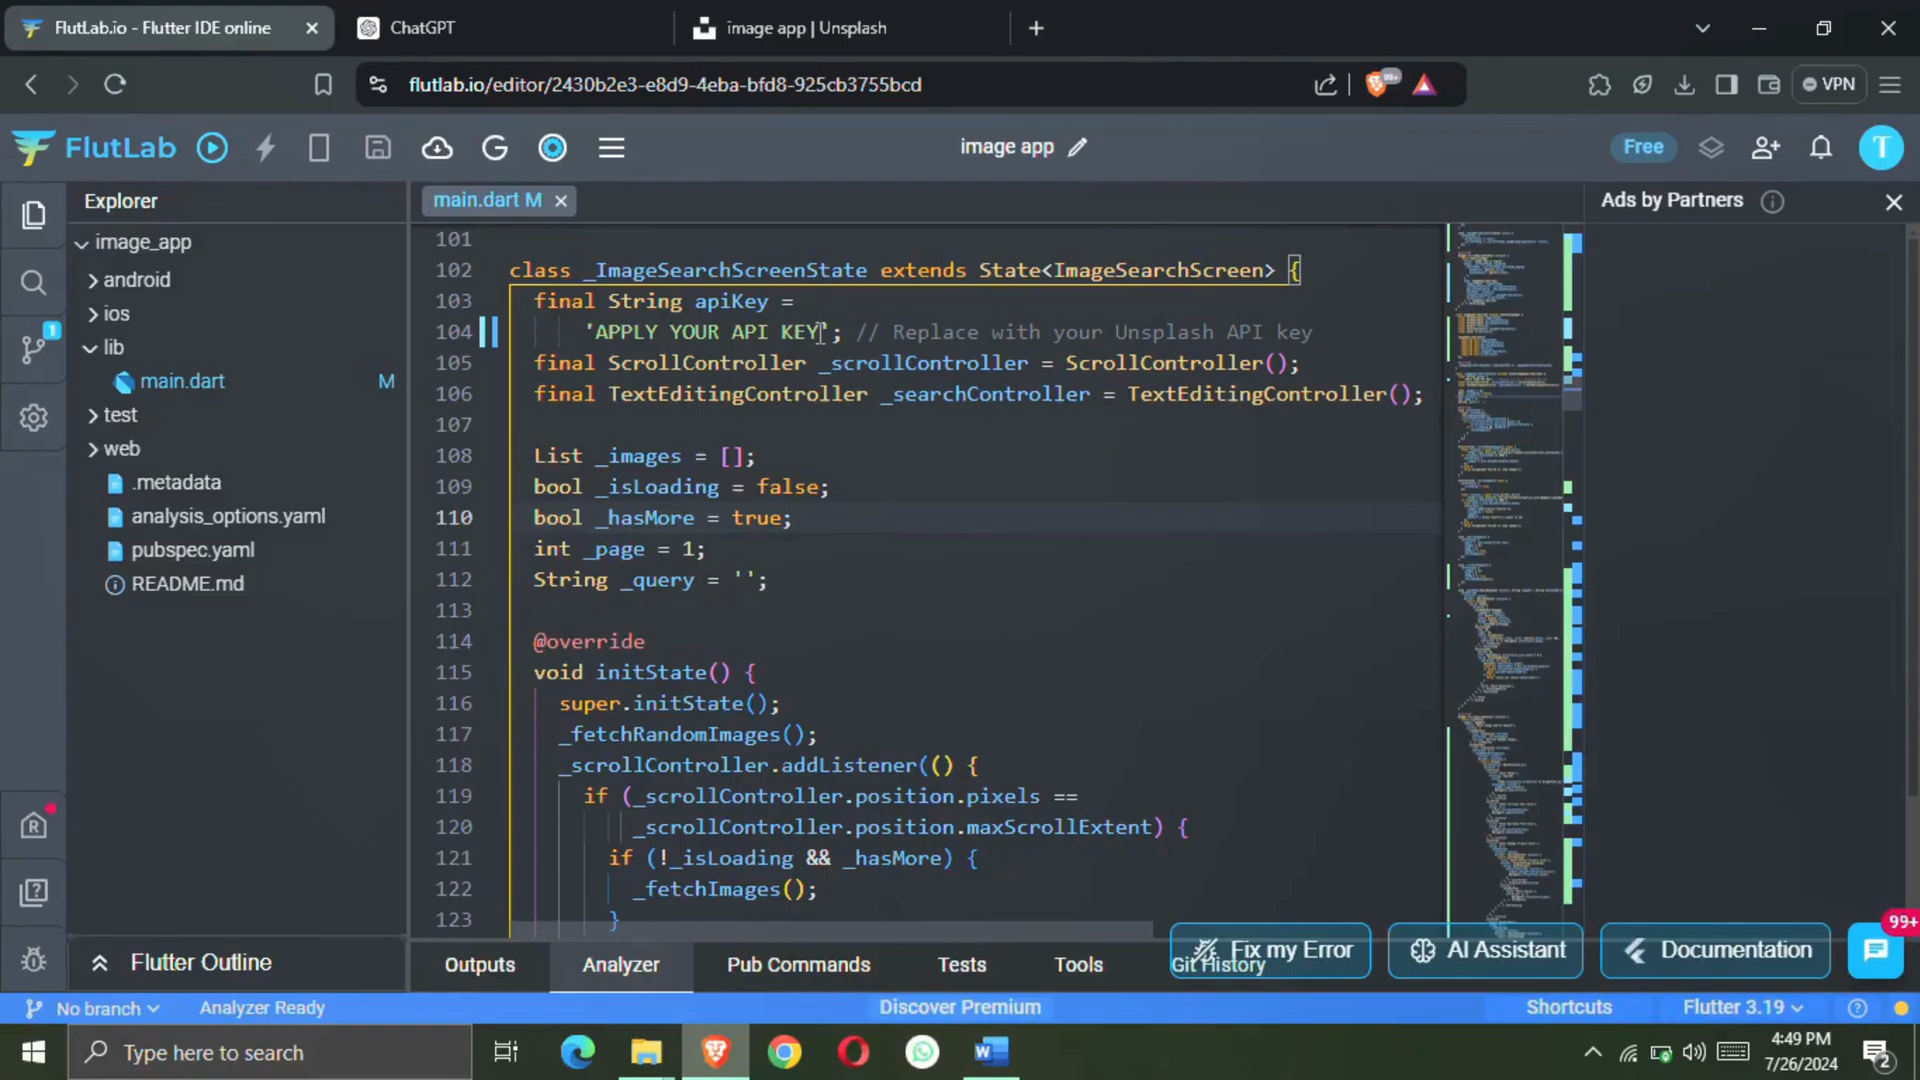 FlutLab.io - Flutter IDE online
ChatGPT
image app | Unsplash
flutlab.io/editor/2430b2e3-e8d9-4eba-bfd8-925cb3755bcd
99+
VPN
FlutLab
image app
Free
T
Explorer
main.dart M
Ads by Partners
image_app
android
ios
lib
main.dart M
test
web
.metadata
analysis_options.yaml
pubspec.yaml
README.md
1
101
102 class _ImageSearchScreenState extends State<ImageSearchScreen> {
103 final String apiKey =
104 'APPLY YOUR API KEY'; // Replace with your Unsplash API key
105 final ScrollController _scrollController = ScrollController();
106 final TextEditingController _searchController = TextEditingController();
107
108 List _images = [];
109 bool _isLoading = false;
110 bool _hasMore = true;
111 int _page = 1;
112 String _query = '';
113
114 @override
115 void initState() {
116 super.initState();
117 _fetchRandomImages();
118 _scrollController.addListener(() {
119 if (_scrollController.position.pixels ==
120 _scrollController.position.maxScrollExtent) {
121 if (!_isLoading && _hasMore) {
122 _fetchImages();
123 }
Fix my Error
AI Assistant
Documentation
99+
Flutter Outline
Outputs
Analyzer
Pub Commands
Tests
Tools
Git History
No branch
Analyzer Ready
Discover Premium
Shortcuts
Flutter 3.19
Type here to search
4:49 PM
7/26/2024
2